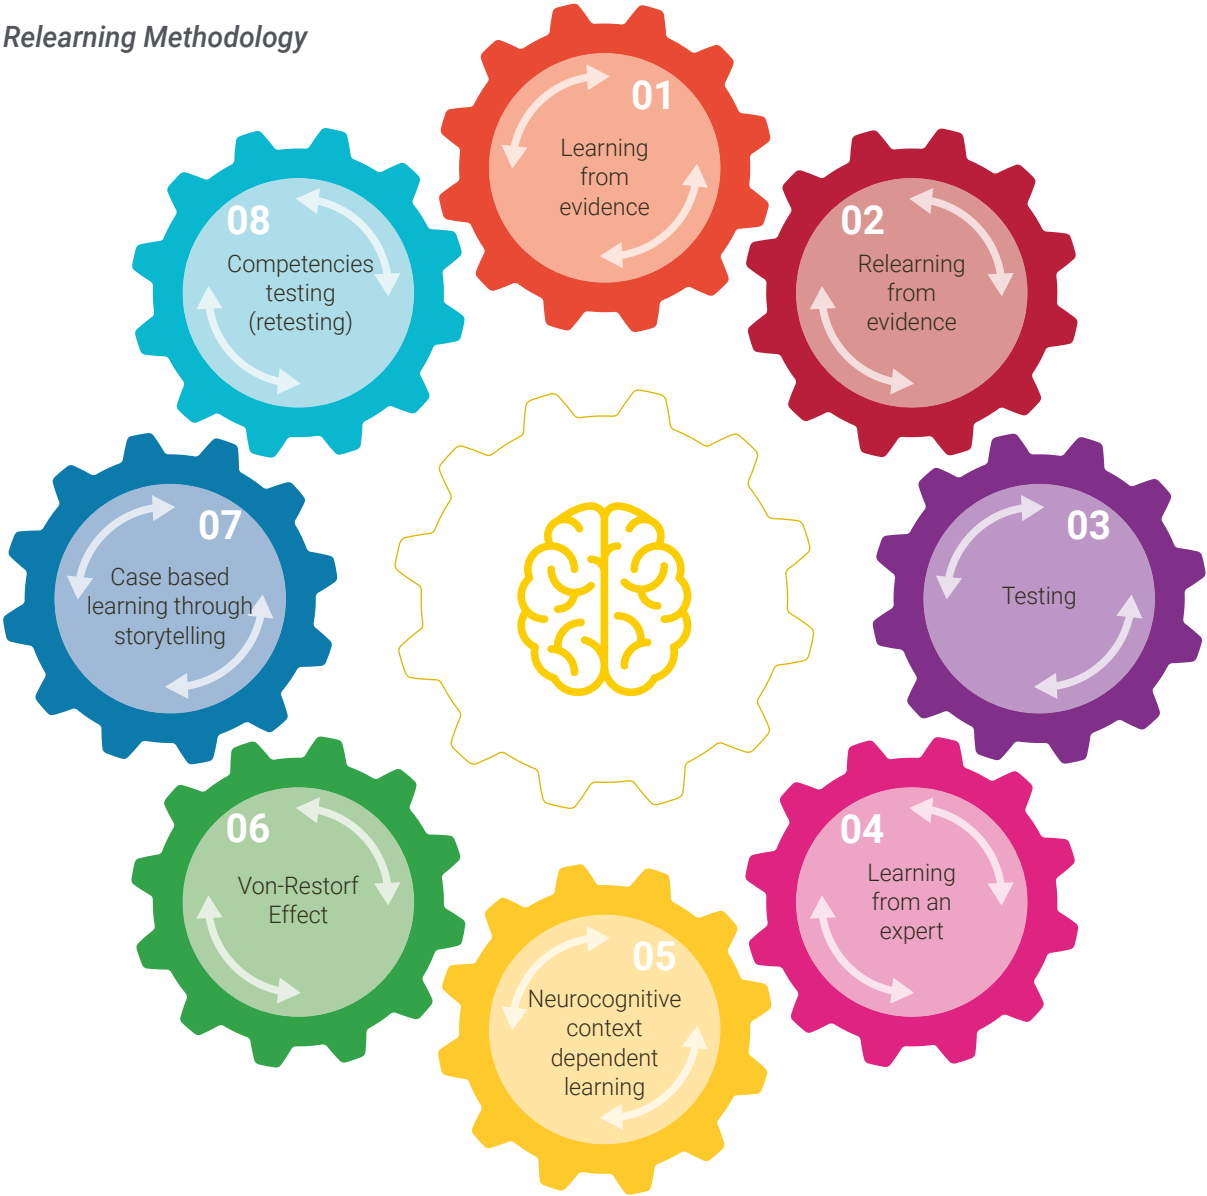 Relearning Methodology
01
Learning
from
evidence
02
Relearning
from
evidence
03
Testing
04
Learning
from an
expert
05
Neurocognitive
context
dependent
learning
06
Von-Restorf
Effect
07
Case based
learning through
storytelling
08
Competencies
testing
(retesting)